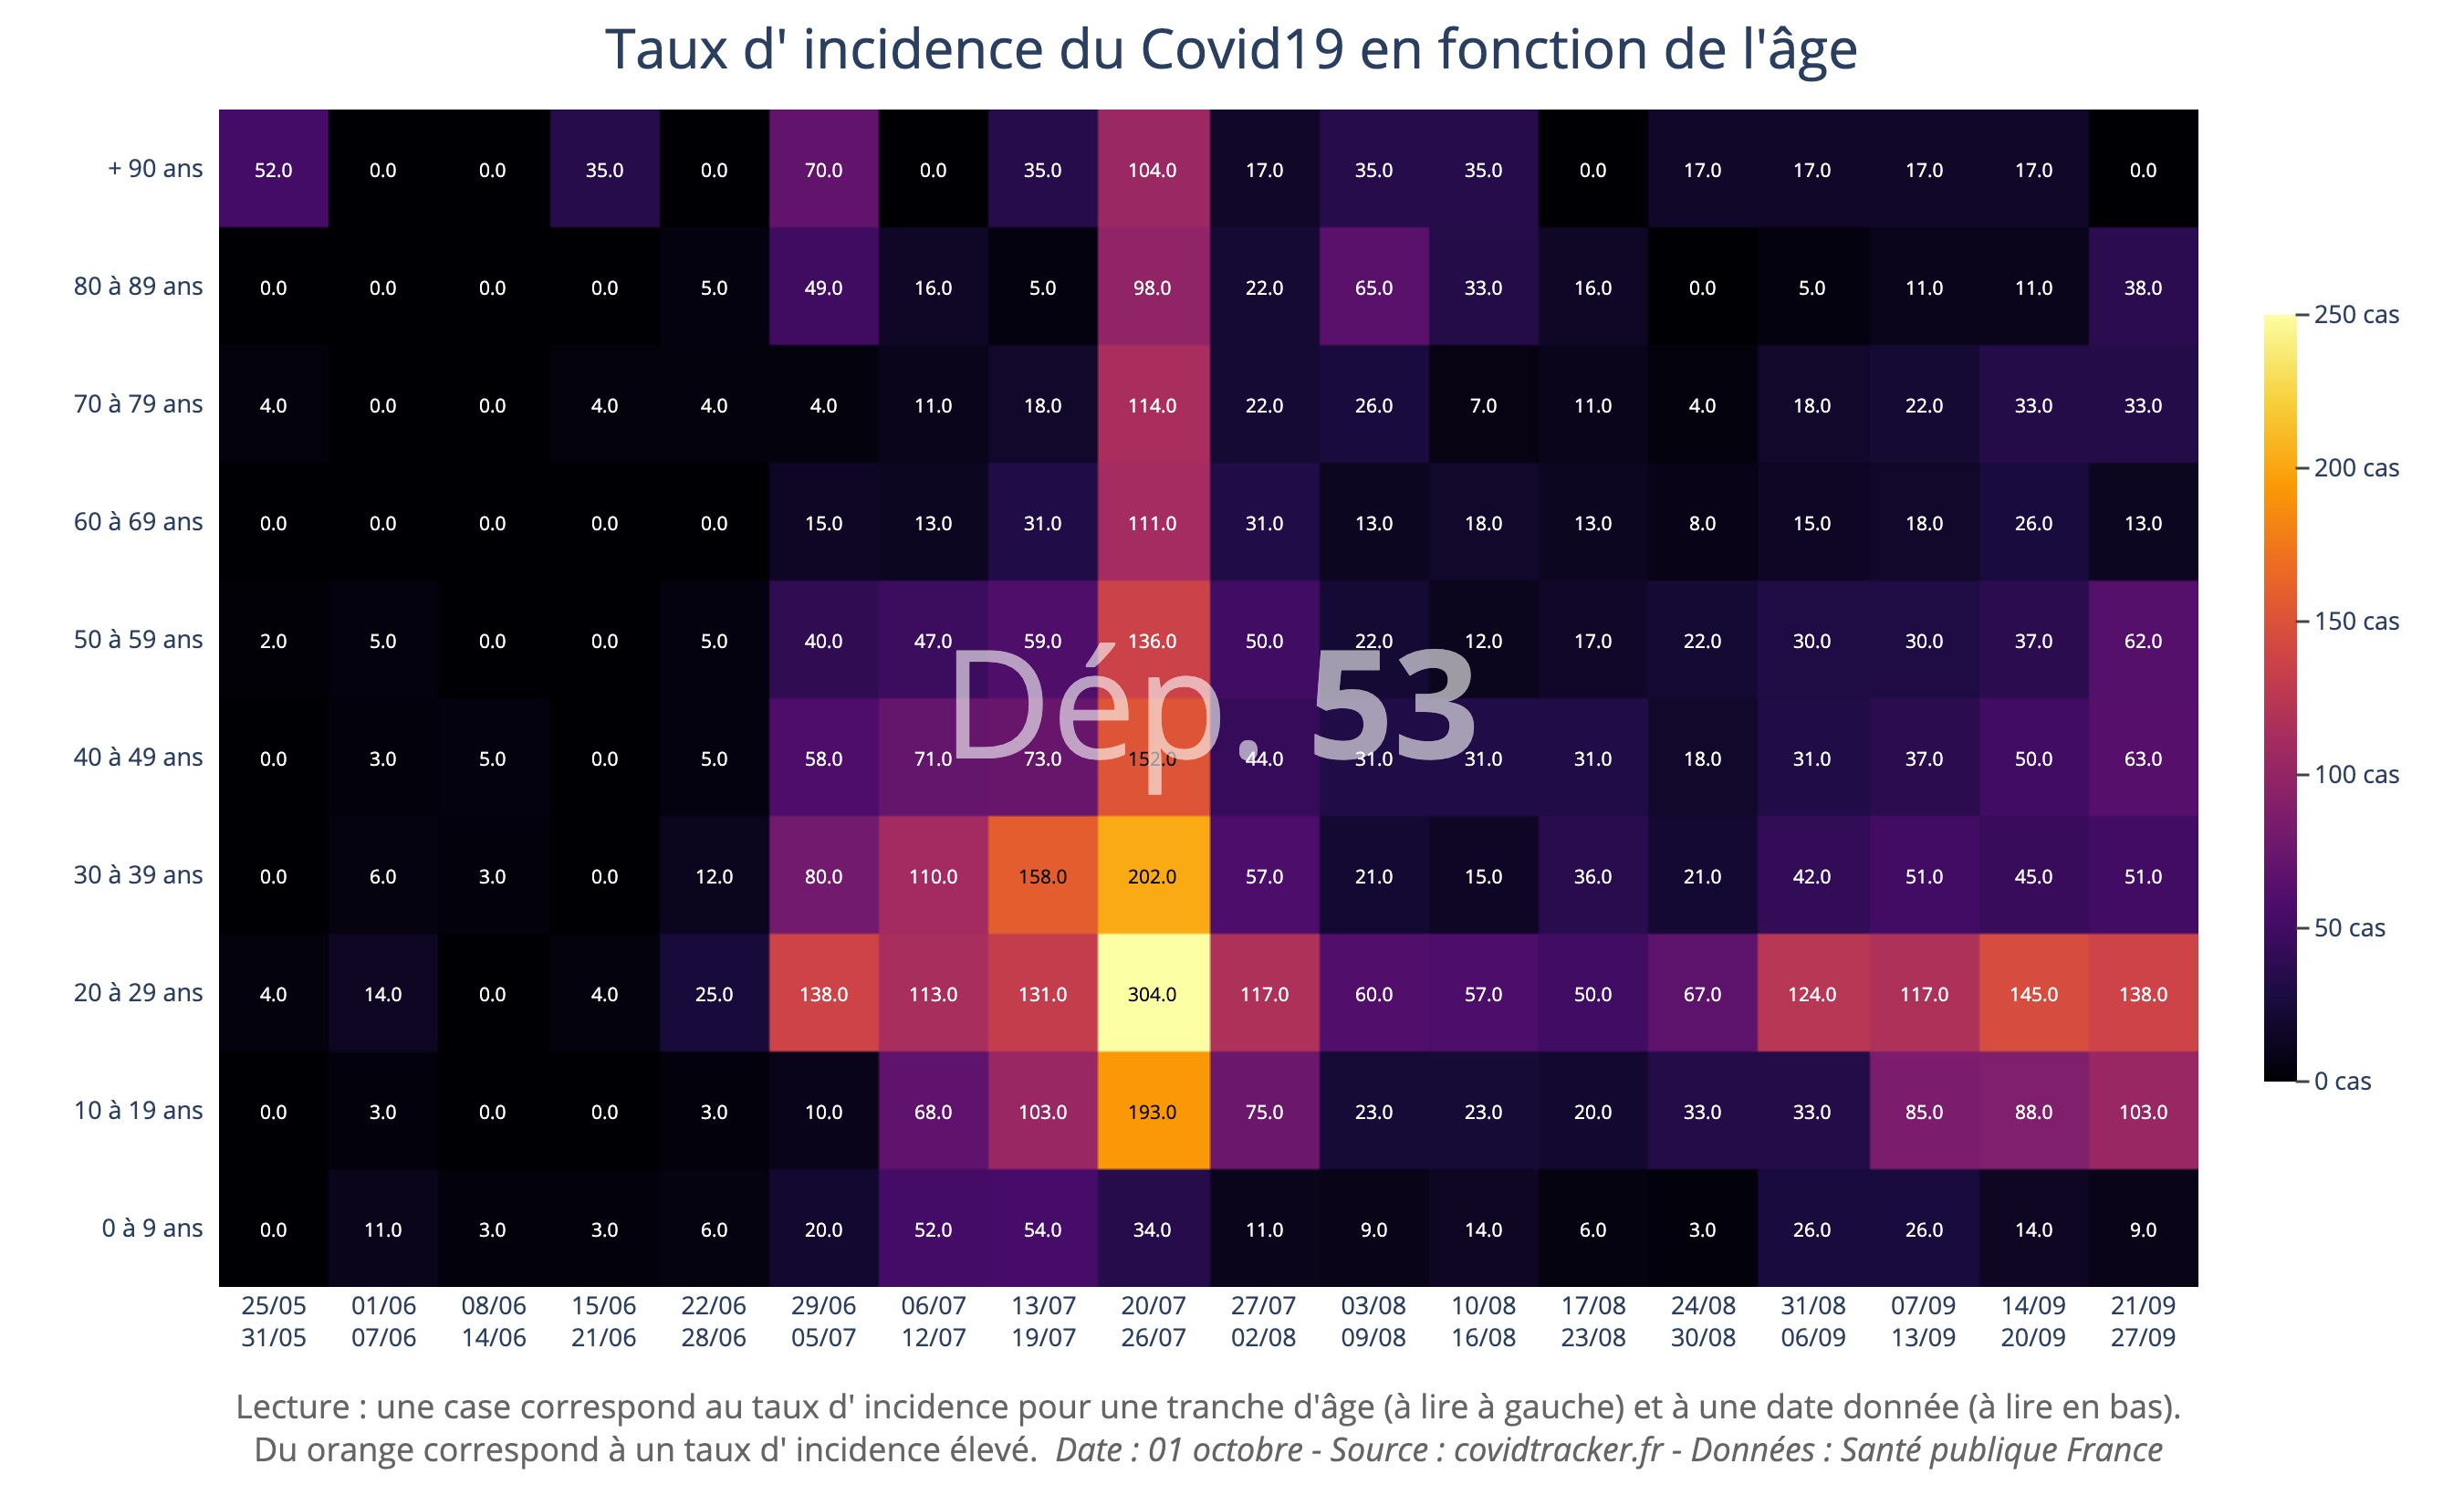 Taux d' incidence du Covid19 en fonction de l'âge
+ 90 ans 52.0 0.0 0.0 35.0 0.0 70.0 0.0 35.0 104.0 17.0 35.0 35.0 0.0 17.0 17.0 17.0 17.0 0.0
80 à 89 ans 0.0 0.0 0.0 0.0 5.0 49.0 16.0 5.0 98.0 22.0 65.0 33.0 16.0 0.0 5.0 11.0 11.0 38.0
70 à 79 ans 4.0 0.0 0.0 4.0 4.0 4.0 11.0 18.0 114.0 22.0 26.0 7.0 11.0 4.0 18.0 22.0 33.0 33.0
60 à 69 ans 0.0 0.0 0.0 0.0 0.0 15.0 13.0 31.0 111.0 31.0 13.0 18.0 13.0 8.0 15.0 18.0 26.0 13.0
50 à 59 ans 2.0 5.0 0.0 0.0 5.0 40.0 47.0 59.0 136.0 50.0 22.0 12.0 17.0 22.0 30.0 30.0 37.0 62.0
Dép. 53
40 à 49 ans 0.0 3.0 5.0 0.0 5.0 58.0 71.0 73.0 152.0 44.0 31.0 31.0 31.0 18.0 31.0 37.0 50.0 63.0
30 à 39 ans 0.0 6.0 3.0 0.0 12.0 80.0 110.0 158.0 202.0 57.0 21.0 15.0 36.0 21.0 42.0 51.0 45.0 51.0
20 à 29 ans 4.0 14.0 0.0 4.0 25.0 138.0 113.0 131.0 304.0 117.0 60.0 57.0 50.0 67.0 124.0 117.0 145.0 138.0
10 à 19 ans 0.0 3.0 0.0 0.0 3.0 10.0 68.0 103.0 193.0 75.0 23.0 23.0 20.0 33.0 33.0 85.0 88.0 103.0
0 à 9 ans 0.0 11.0 3.0 3.0 6.0 20.0 52.0 54.0 34.0 11.0 9.0 14.0 6.0 3.0 26.0 26.0 14.0 9.0
25/05 01/06 08/06 15/06 22/06 29/06 06/07 13/07 20/07 27/07 03/08 10/08 17/08 24/08 31/08 07/09 14/09 21/09
31/05 07/06 14/06 21/06 28/06 05/07 12/07 19/07 26/07 02/08 09/08 16/08 23/08 30/08 06/09 13/09 20/09 27/09
250 cas
200 cas
150 cas
100 cas
50 cas
0 cas
Lecture : une case correspond au taux d' incidence pour une tranche d'âge (à lire à gauche) et à une date donnée (à lire en bas).
Du orange correspond à un taux d' incidence élevé. Date : 01 octobre - Source : covidtracker.fr - Données : Santé publique France